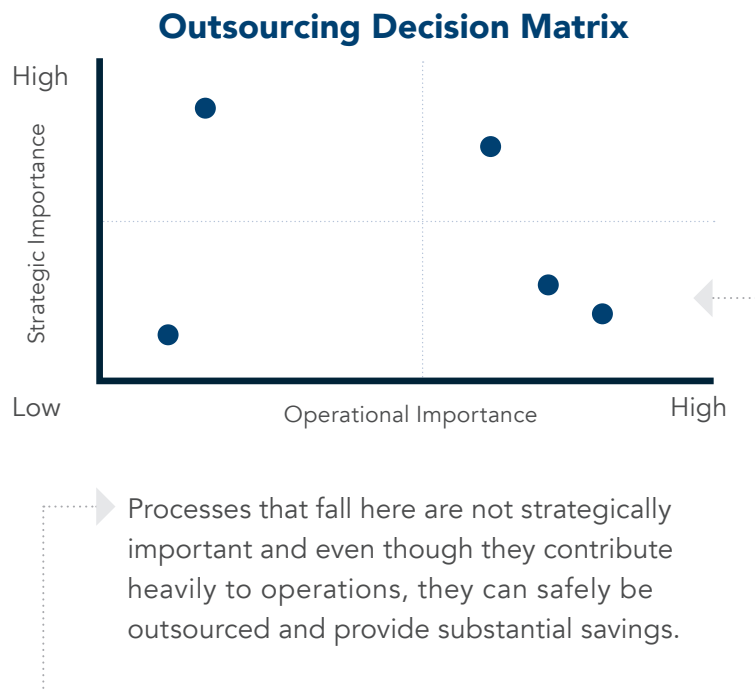 Outsourcing Decision Matrix
High
Strategic Importance
Low
Operational Importance
High
Processes that fall here are not strategically
important and even though they contribute
heavily to operations, they can safely be
outsourced and provide substantial savings.